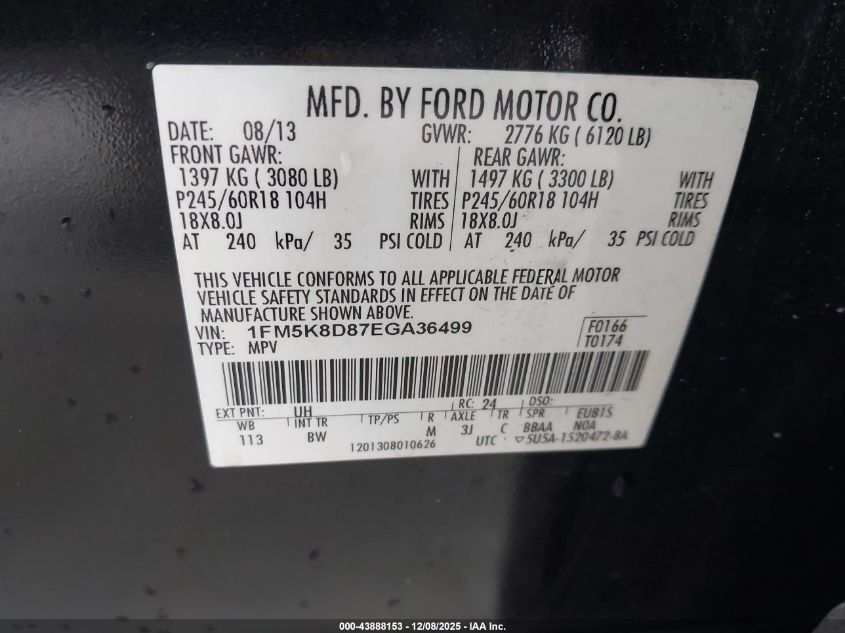 MFD. BY FORD MOTOR CO.
DATE: 08/13 GVWR: 2776 KG ( 6120 LB)
FRONT GAWR: REAR GAWR:
1397 KG ( 3080 LB) WITH 1497 KG ( 3300 LB) WITH
P245/60R18 104H TIRES P245/60R18 104H TIRES
18X8.0J RIMS 18X8.0J RIMS
AT 240 kPa/ 35 PSI COLD AT 240 kPa/ 35 PSI COLD
THIS VEHICLE CONFORMS TO ALL APPLICABLE FEDERAL MOTOR
VEHICLE SAFETY STANDARDS IN EFFECT ON THE DATE OF
MANUFACTURE SHOWN ABOVE.
VIN: 1FM5K8D87EGA36499 F0166
TYPE: MPV T0174
EXT PNT: UH RC: 24 DSO:
WB INT TR TP/PS R AXLE TR SPR EUB1S
113 BW M 3J C BBAA NOA
1201308010626 UTC ▽5U5A-1520472-BA
000-43888153 - 12/08/2025 - IAA Inc.